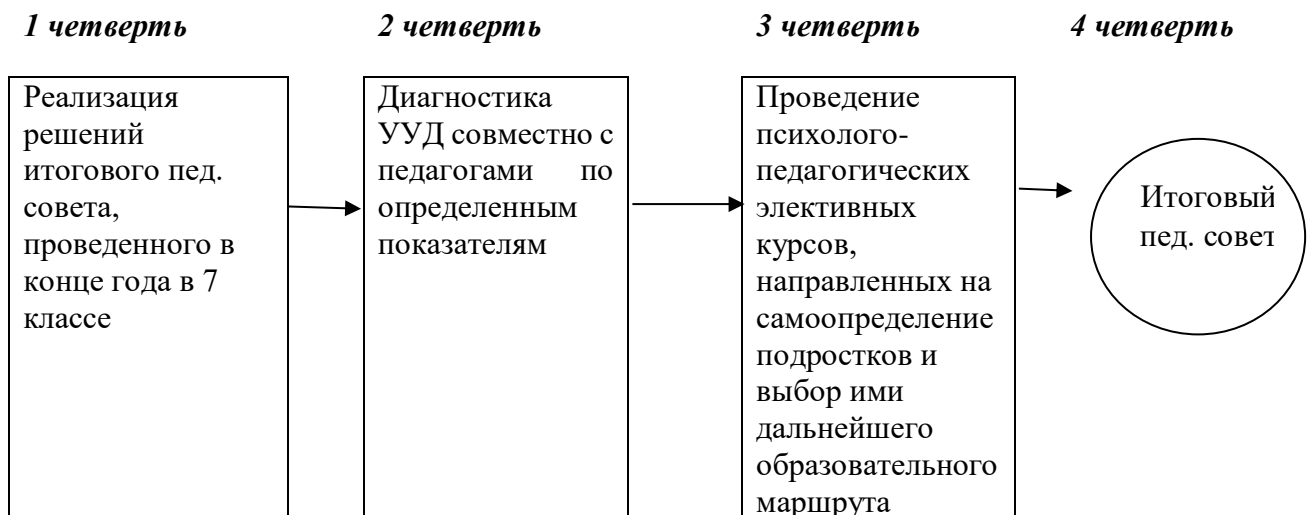 1 четверть 2 четверть 3 четверть 4 четверть
Реализация
решений
итогового пед.
совета,
проведенного в
конце года в 7
классе
Диагностика
УУД совместно с
педагогами по
определенным
показателям
Проведение
психолого-
педагогических
элективных
курсов,
направленных на
самоопределение
подростков и
выбор ими
дальнейшего
образовательного
маршрута
Итоговый
пед. совет